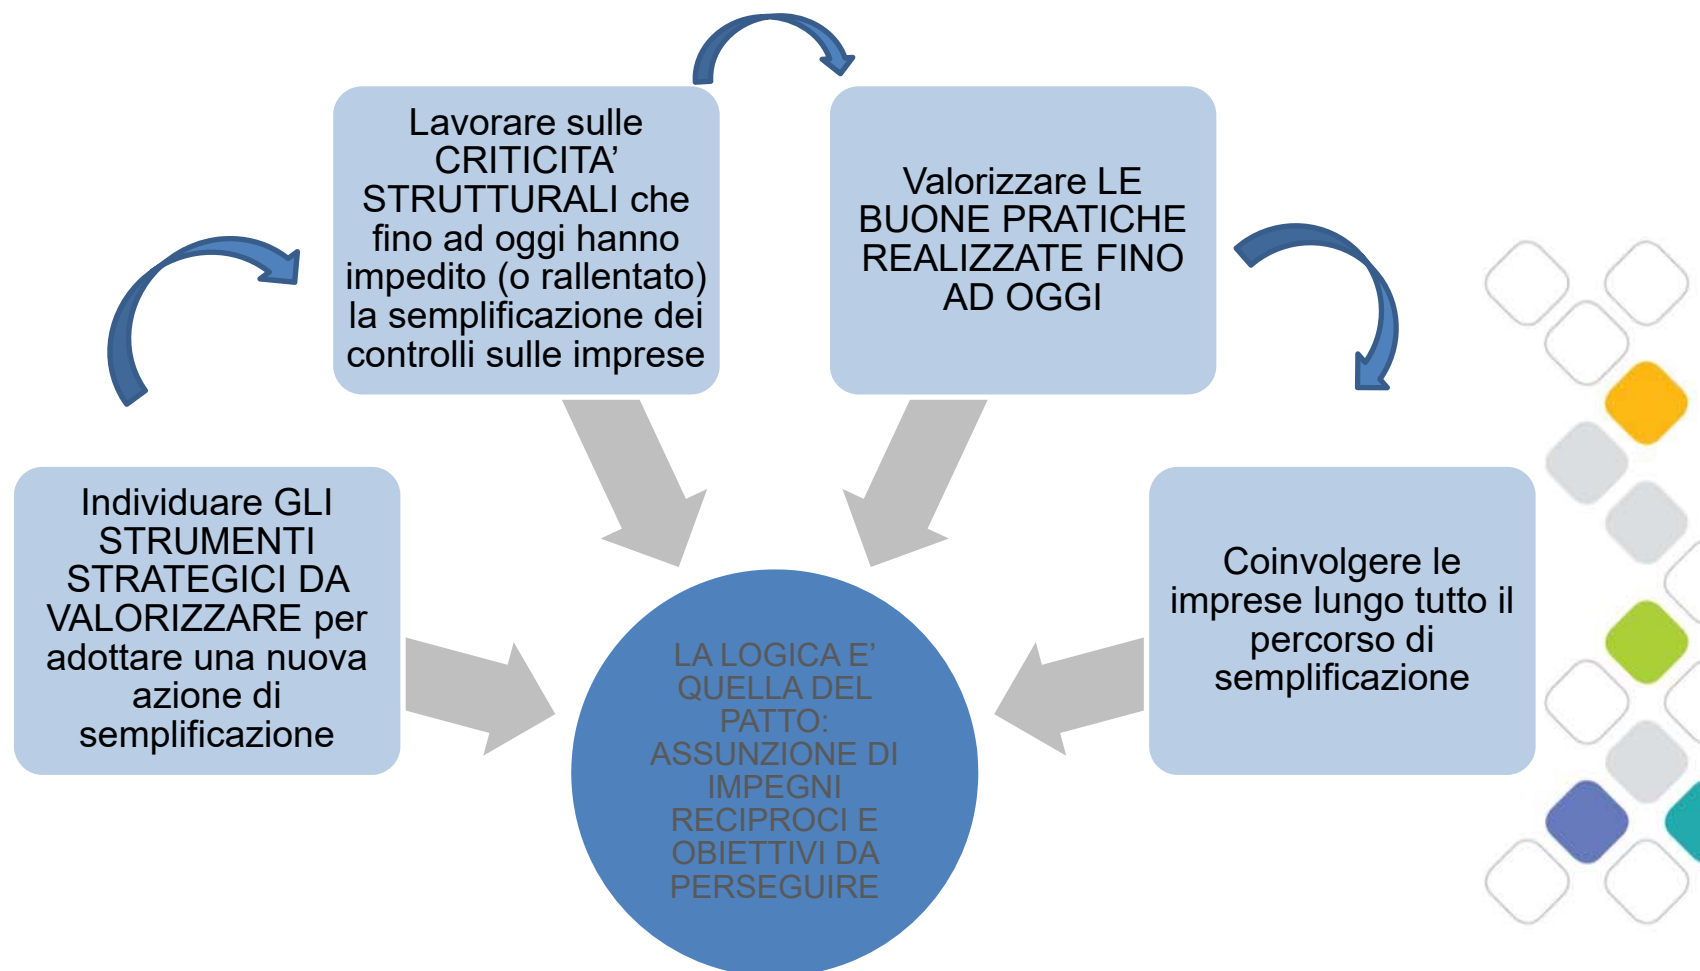 Lavorare sulle
CRITICITA’
STRUTTURALI che
fino ad oggi hanno
impedito (o rallentato)
la semplificazione dei
controlli sulle imprese
Valorizzare LE
BUONE PRATICHE
REALIZZATE FINO
AD OGGI
Individuare GLI
STRUMENTI
STRATEGICI DA
VALORIZZARE per
adottare una nuova
azione di
semplificazione
Coinvolgere le
imprese lungo tutto il
percorso di
semplificazione
LA LOGICA E’
QUELLA DEL
PATTO:
ASSUNZIONE DI
IMPEGNI
RECIPROCI E
OBIETTIVI DA
PERSEGUIRE